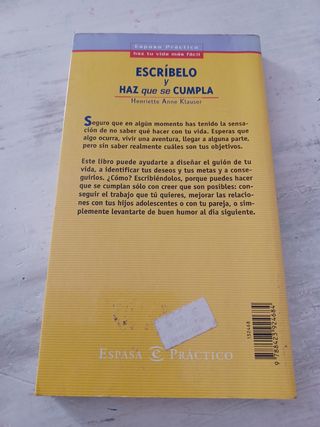 Espasa Práctico
haz tu vida más fácil
ESCRÍBELO
y
HAZ que se CUMPLA
Henriette Anne Klauser
Seguro que en algún momento has tenido la sensa-
ción de no saber qué hacer con tu vida. Esperas que
algo ocurra, vivir una aventura, llegar a alguna parte,
pero sin saber realmente cuáles son tus objetivos.
Este libro puede ayudarte a diseñar el guión de tu
vida, a identificar tus deseos y tus metas y a conse-
guirlos. ¿Cómo? Escribiéndolos, porque puedes hacer
que se cumplan sólo con creer que son posibles: con-
seguir el trabajo que tú quieres, mejorar las relacio-
nes con tus hijos adolescentes o con tu pareja, o sim-
plemente levantarte de buen humor al día siguiente.
ESPASA e PRÁCTICO
132468
9788423924684